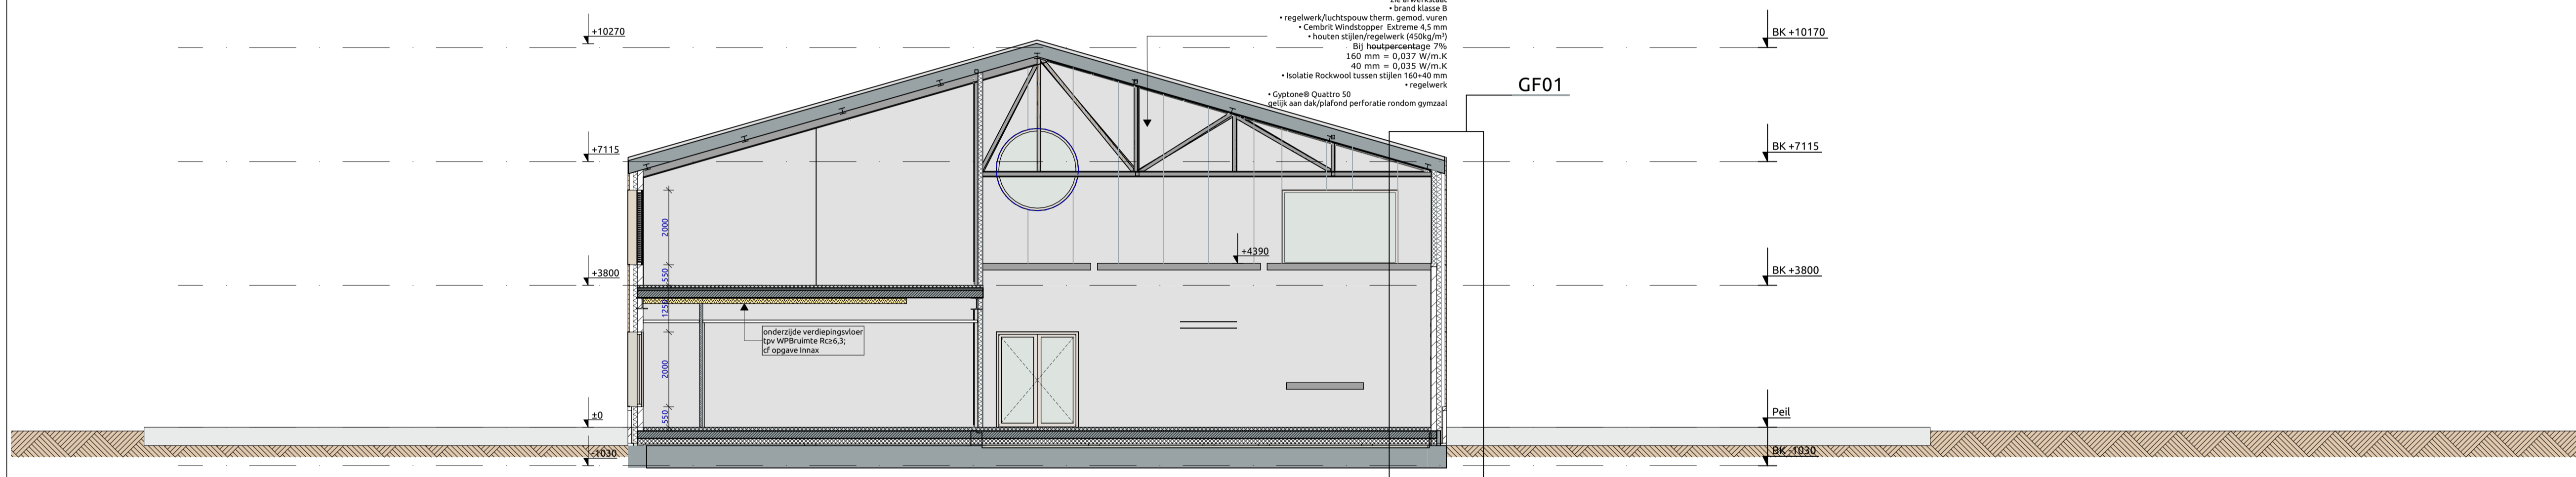 zie afwerkstaat
• brand klasse B
• regelwerk/luchtspouw therm. gemod. vuren
• Cembrit Windstopper Extreme 4,5 mm
• houten stijlen/regelwerk (450kg/m³)
Bij houtpercentage 7%
160 mm = 0,037 W/m.K
40 mm = 0,035 W/m.K
• Isolatie Rockwool tussen stijlen 160+40 mm
• regelwerk
• Gyptone® Quattro 50
gelijk aan dak/plafond perforatie rondom gymzaal
GF01
+10270
BK +10170
+7115
BK +7115
+3800
BK +3800
+4390
2000
550
1250
2000
550
onderzijde verdiepingsvloer
tpv WPBruimte Rc≥6,3;
cf opgave Innax
±0
Peil
-1030
BK -1030